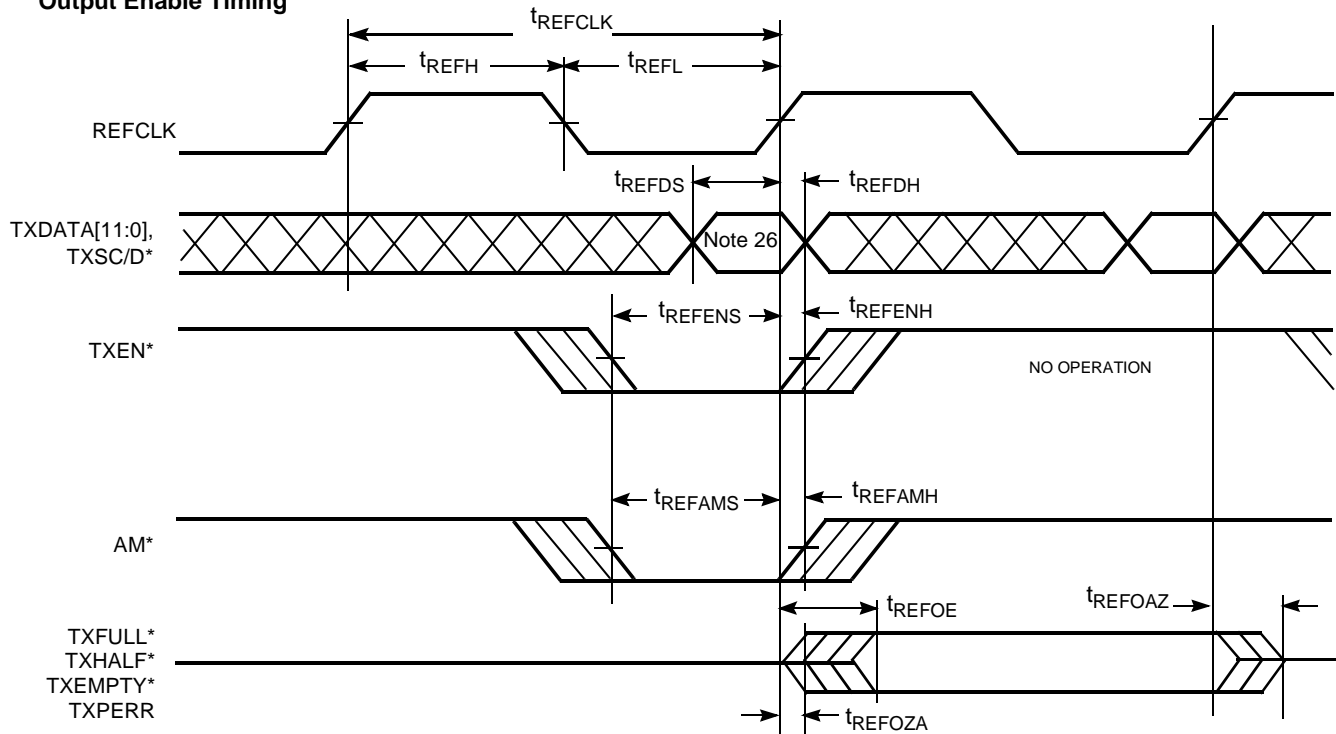 Output Enable Timing
tREFCLK
tREFH
tREFL
REFCLK
tREFDS
tREFDH
TXDATA[11:0],
TXSC/D*
Note 26
tREFENS
tREFENH
TXEN*
NO OPERATION
tREFAMS
tREFAMH
AM*
tREFOE
tREFOAZ
TXFULL*
TXHALF*
TXEMPTY*
TXPERR
tREFOZA